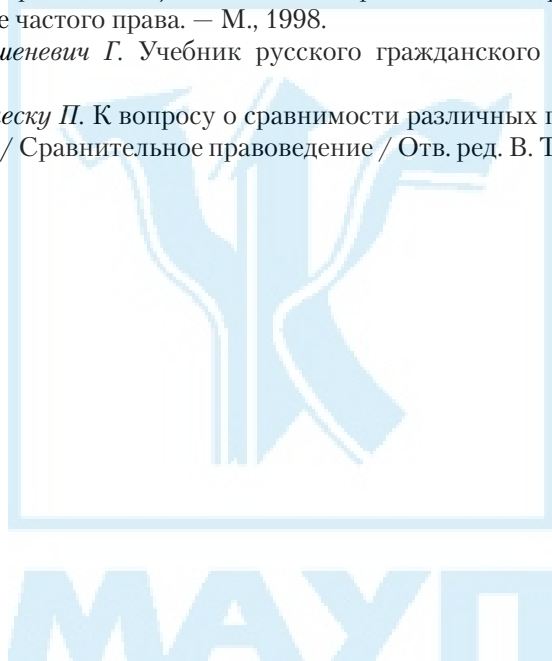 е частого права. — М., 1998.
шеневич Г. Учебник русского гражданского
еску П. К вопросу о сравнимости различных
/ Сравнительное правоведение / Отв. ред. В. Т
МАУП